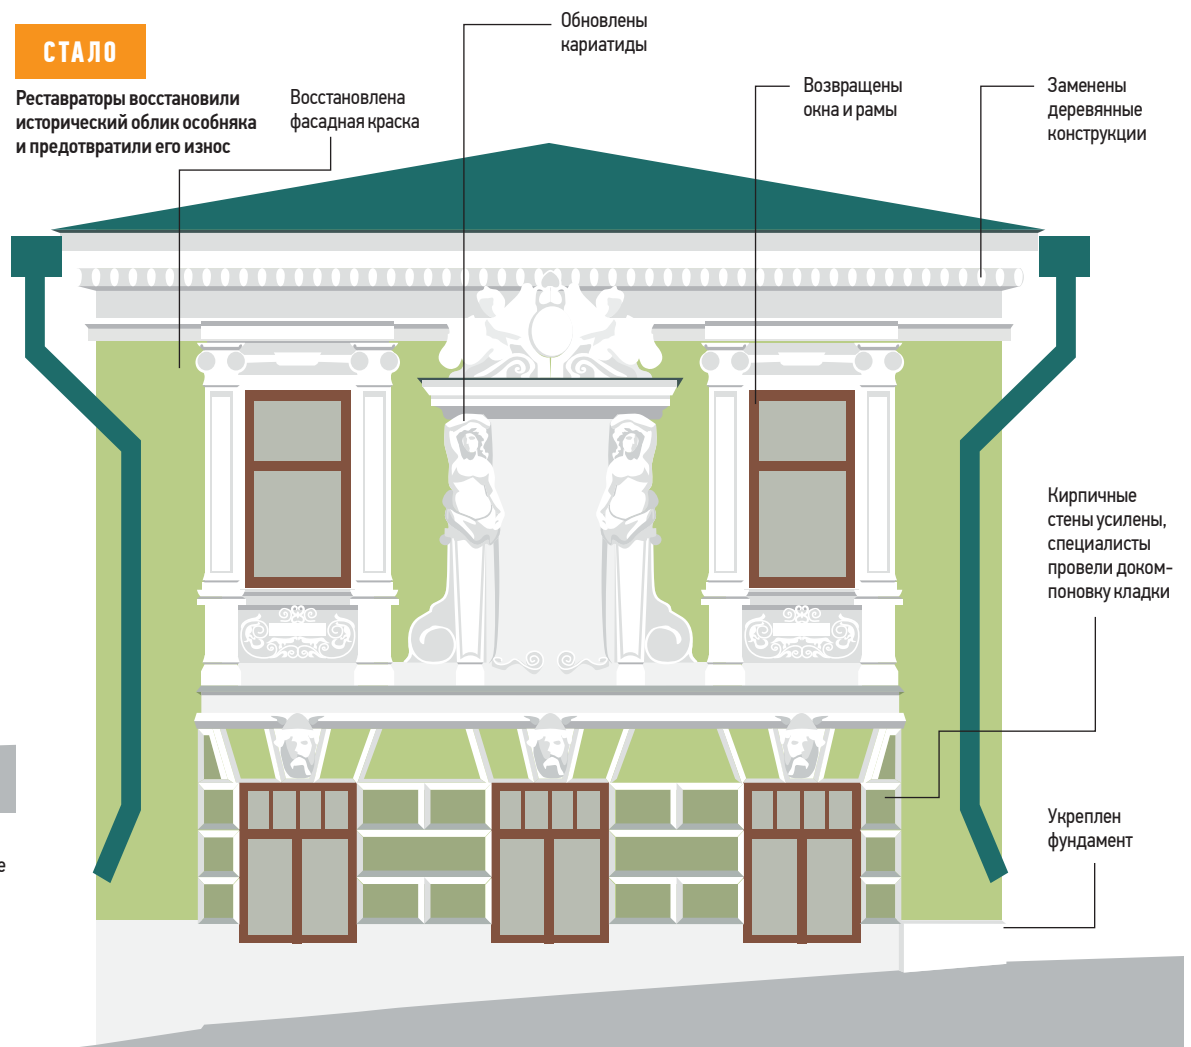 СТАЛО
Реставраторы восстановили
исторический облик особняка
и предотвратили его износ
Восстановлена
фасадная краска
Обновлены
кариатиды
Возвращены
окна и рамы
Заменены
деревянные
конструкции
Кирпичные
стены усилены,
специалисты
провели доком-
поновку кладки
Укреплен
фундамент
е